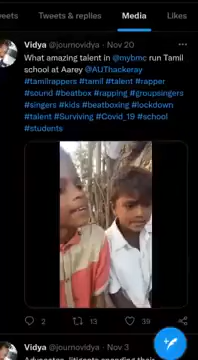 Tweets & replies Media Likes
Vidya @journovidya · Nov 20
What amazing talent in @mybmc run Tamil
school at Aarey @AUThackeray
#tamilrappers #tamil #talent #rapper
#sound #beatbox #rapping #groupsingers
#singers #kids #beatboxing #lockdown
#talent #Surviving #Covid_19 #school
#students
2 13 39
Vidya @journovidya · Nov 3